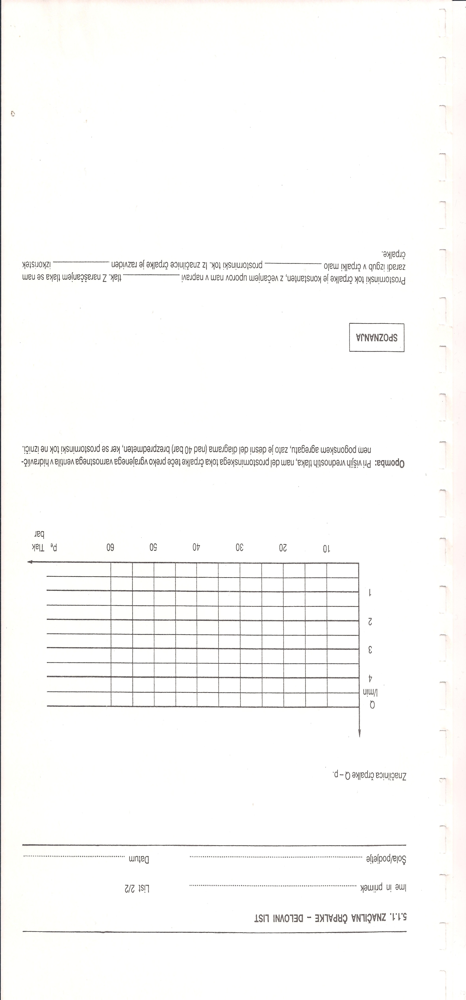 5.1.1. ZNAČILNA ČRPALKE – DELOVNI LIST
Ime in priimek ........ List 2/2
Šola/podjetje ........ Datum ........
Značilnica črpalke Q – p.
Q
l/min
4
3
2
1
10 20 30 40 50 60 Pe Tlak
bar
Opomba: Pri višjih vrednostih tlaka, nam del prostorninskega toka črpalke teče preko vgrajenega varnostnega ventila v hidravlič-
nem pogonskem agregatu, zato je desni del diagrama (nad 40 bar) brezpredmeten, ker se prostorninski tok ne izniči.
SPOZNANJA
Prostorninski tok črpalke je konstanten, z večanjem uporov nam v napravi ________ tlak. Z naraščanjem tlaka se nam
zaradi izgub v črpalki malo ________ prostorninski tok. Iz značilnice črpalke je razviden ________ izkoristek
črpalke.